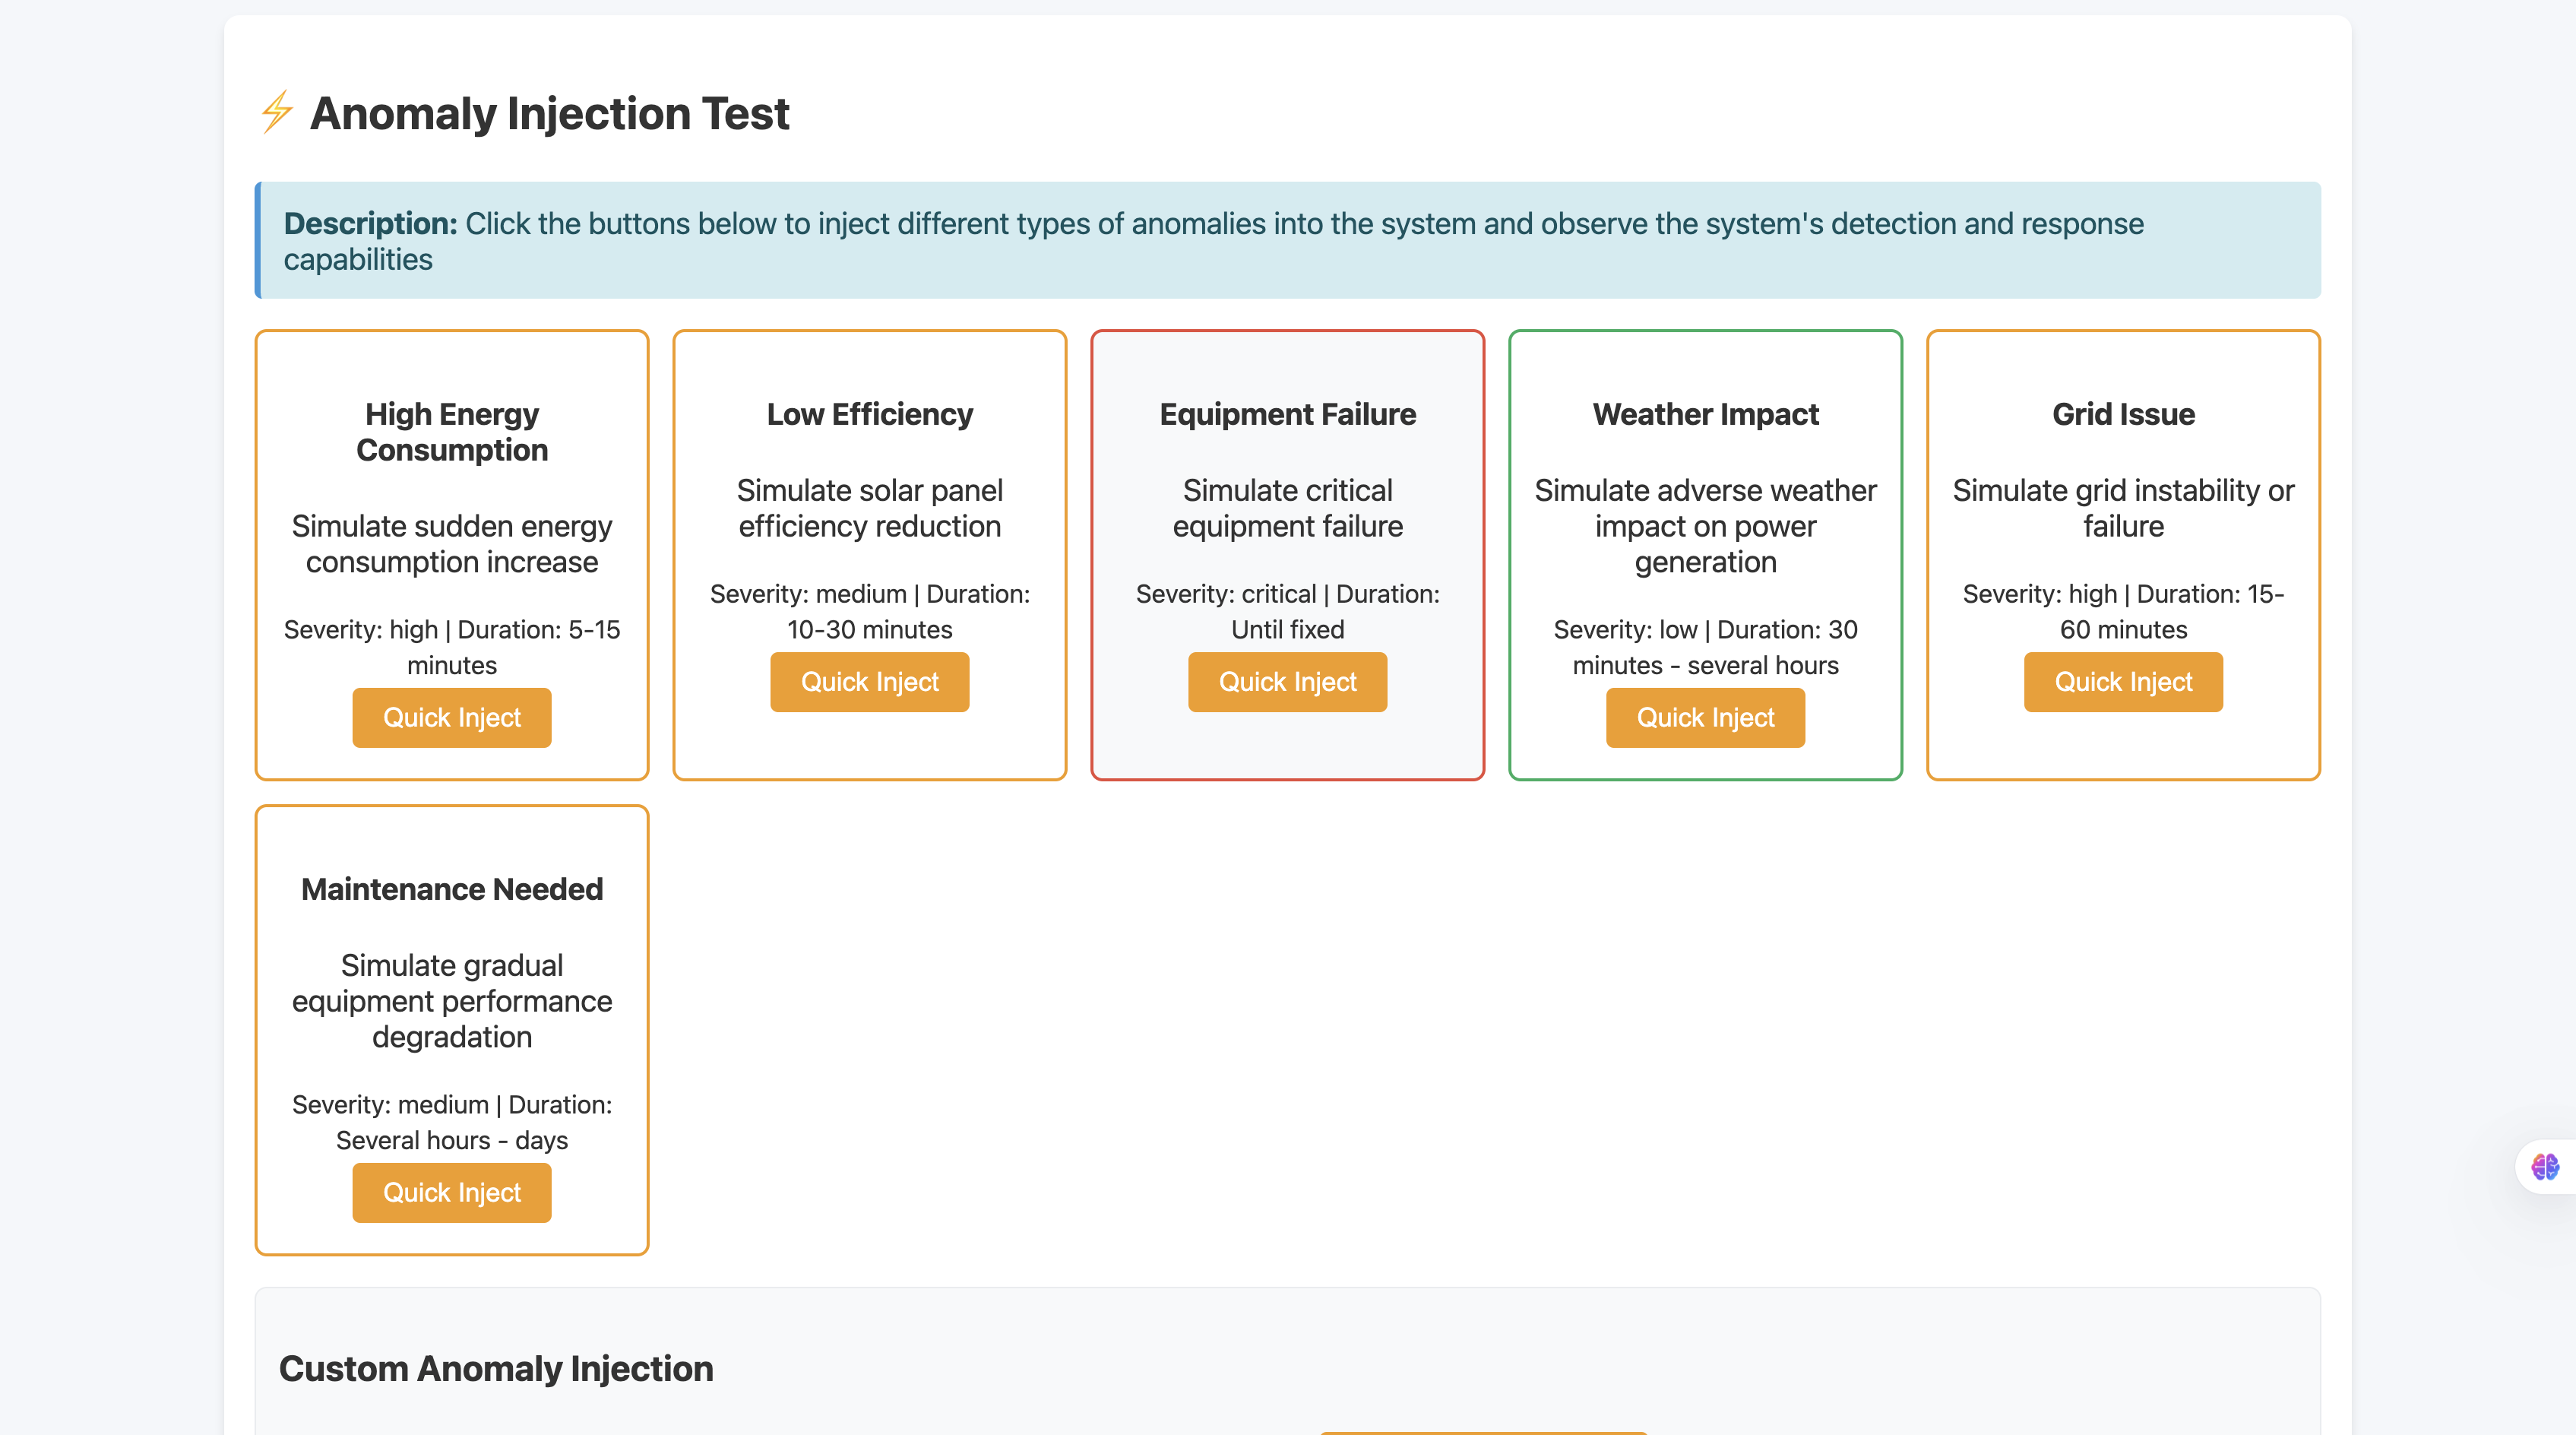 ⚡ Anomaly Injection Test
Description: Click the buttons below to inject different types of anomalies into the system and observe the system's detection and response
capabilities
High Energy
Consumption
Simulate sudden energy
consumption increase
Severity: high | Duration: 5-15
minutes
Quick Inject
Low Efficiency
Simulate solar panel
efficiency reduction
Severity: medium | Duration:
10-30 minutes
Quick Inject
Equipment Failure
Simulate critical
equipment failure
Severity: critical | Duration:
Until fixed
Quick Inject
Weather Impact
Simulate adverse weather
impact on power
generation
Severity: low | Duration: 30
minutes - several hours
Quick Inject
Grid Issue
Simulate grid instability or
failure
Severity: high | Duration: 15-
60 minutes
Quick Inject
Maintenance Needed
Simulate gradual
equipment performance
degradation
Severity: medium | Duration:
Several hours - days
Quick Inject
Custom Anomaly Injection